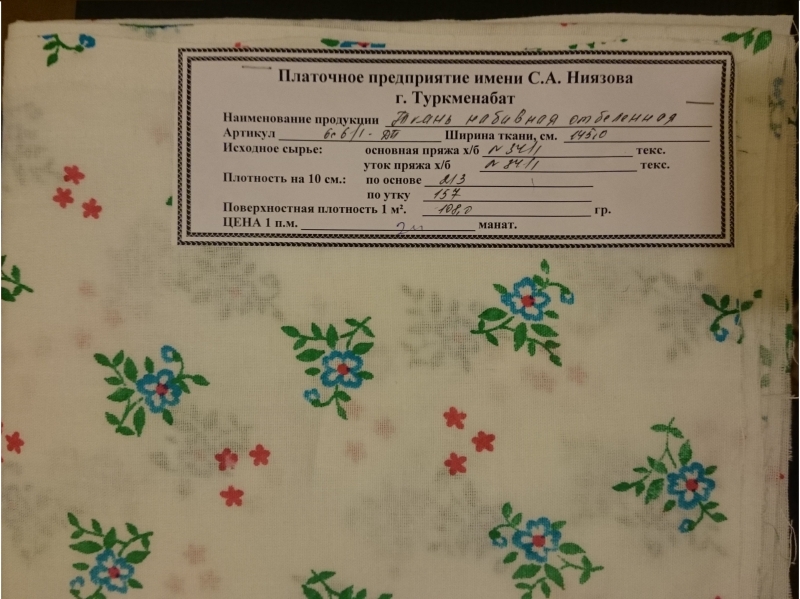 Платочное предприятие имени С.А. Ниязова
г. Туркменабат
Наименование продукции Ткань набивная отбеленная
Артикул Ширина ткани, см. 145,0
Исходное сырье: основная пряжа х/б № 34/1 текс.
уток пряжа х/б № 34/1 текс.
Плотность на 10 см.: по основе 213
по утку 157
Поверхностная плотность 1 м². 108,0 гр.
ЦЕНА 1 п.м. манат.